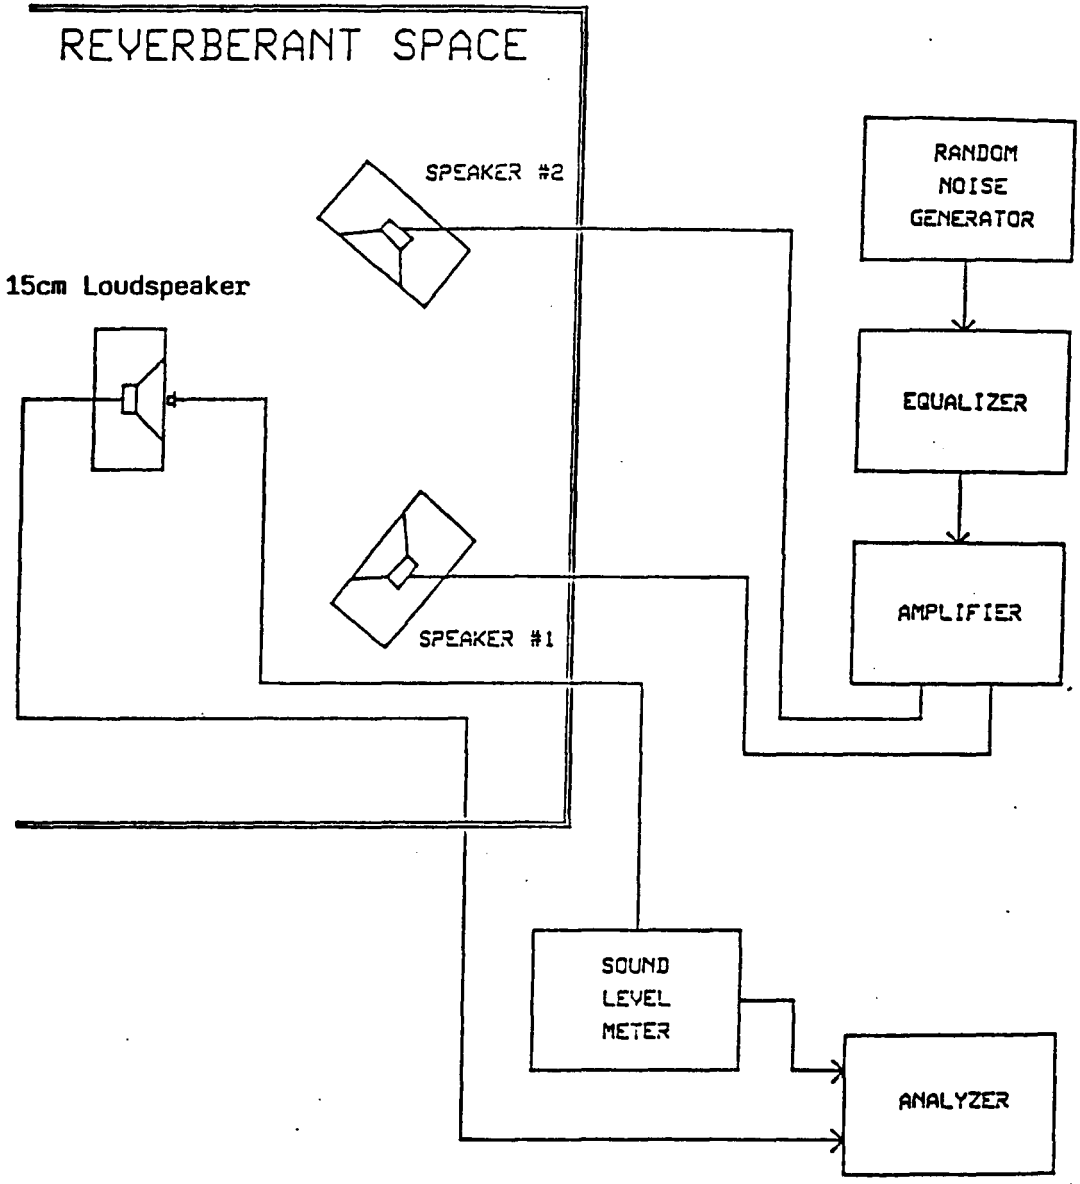 REVERBERANT SPACE
SPEAKER #2
RANDOM
NOISE
GENERATOR
15cm Loudspeaker
EQUALIZER
AMPLIFIER
SPEAKER #1
SOUND
LEVEL
METER
ANALYZER